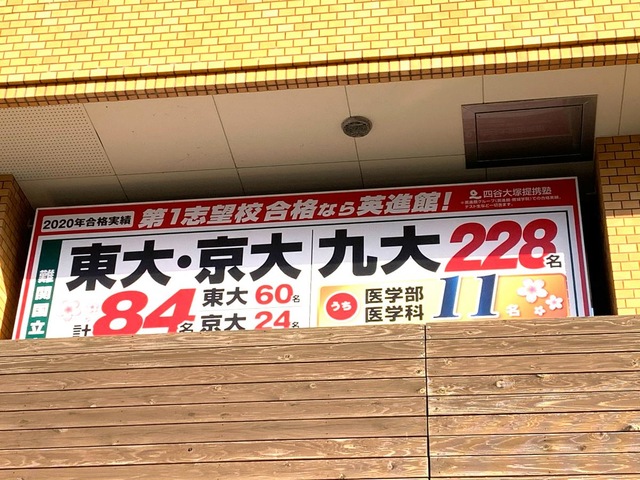 2020年合格実績 第1志望校合格なら英進館!
四谷大塚提携塾
難関国立
東大・京大
計84名
東大60名
京大24名
九大228名
うち 医学部
医学科 11名